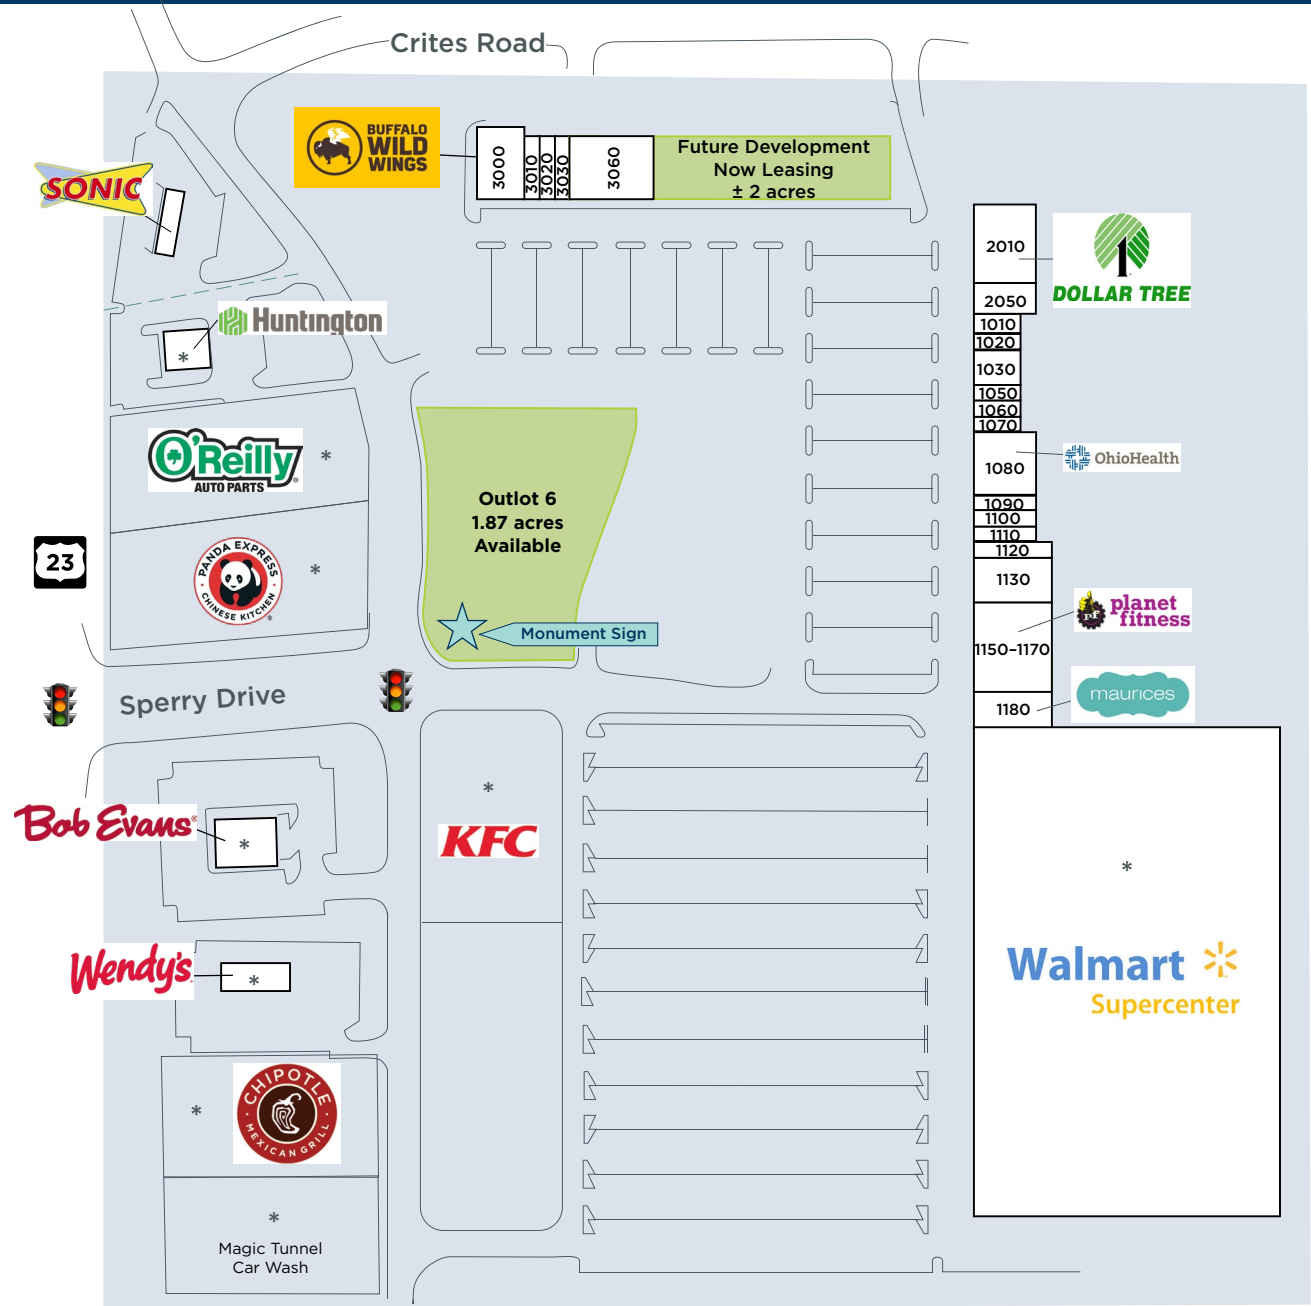 Crites Road
BUFFALO
WILD
WINGS
3000
3010
3020
3030
3060
Future Development
Now Leasing
± 2 acres
SONIC
2010
DOLLAR TREE
2050
Huntington
*
1010
1020
1030
1050
1060
1070
O'Reilly
AUTO PARTS
*
1080
OhioHealth
Outlot 6
1.87 acres
Available
1090
1100
1110
1120
1130
23
PANDA EXPRESS
CHINESE KITCHEN
*
planet
fitness
Monument Sign
1150–1170
Sperry Drive
maurices
1180
*
KFC
Bob Evans
*
*
Walmart
Supercenter
Wendy's
*
CHIPOTLE
MEXICAN GRILL
*
*
Magic Tunnel
Car Wash